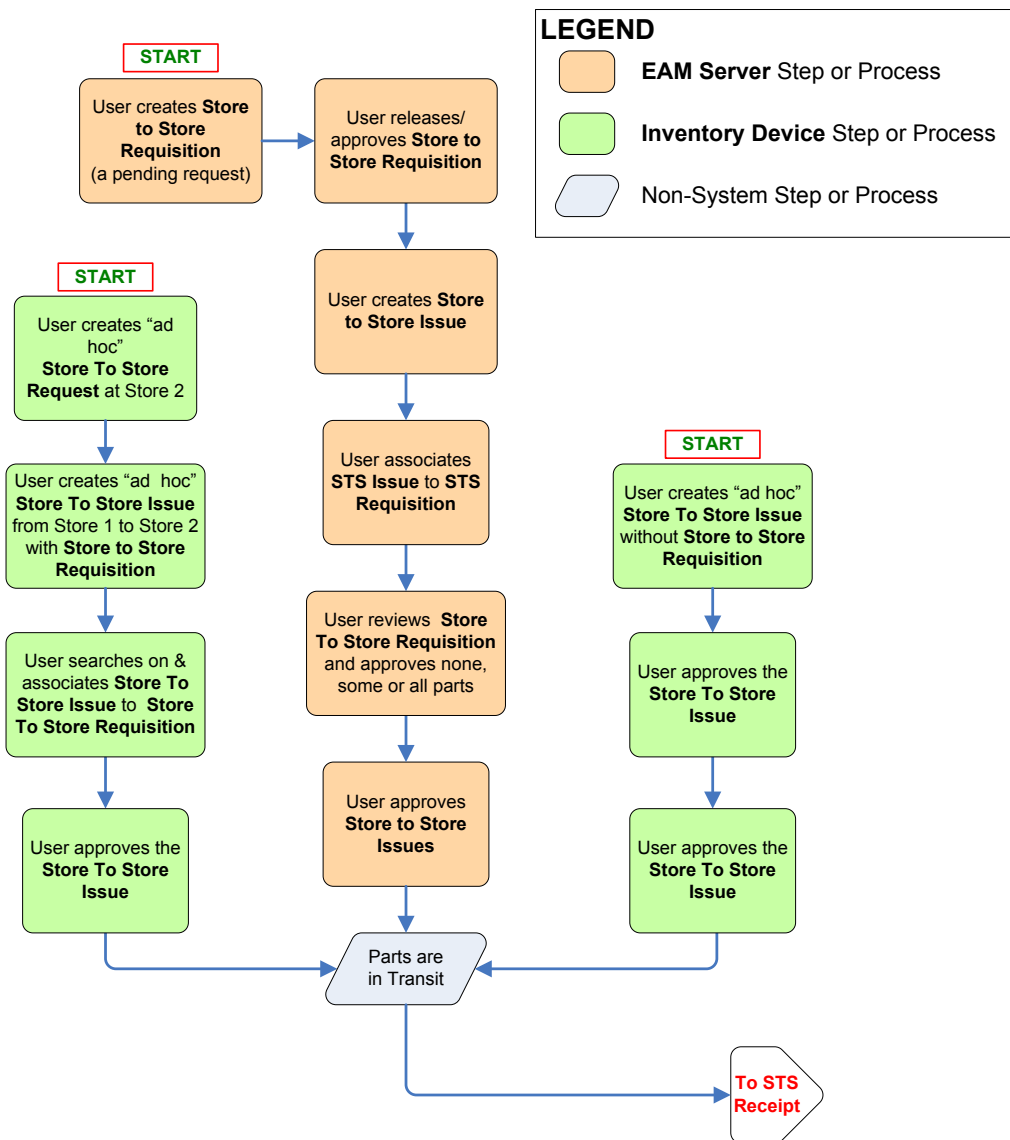 START
User creates Store
to Store
Requisition
(a pending request)
User releases/
approves Store to
Store Requisition
LEGEND
EAM Server Step or Process
Inventory Device Step or Process
Non-System Step or Process
User creates Store
to Store Issue
START
User creates “ad
hoc”
Store To Store
Request at Store 2
User creates “ad hoc”
Store To Store Issue
from Store 1 to Store 2
with Store to Store
Requisition
User searches on &
associates Store To
Store Issue to Store
To Store Requisition
User approves the
Store To Store
Issue
User associates
STS Issue to STS
Requisition
User reviews Store
To Store Requisition
and approves none,
some or all parts
User approves
Store to Store
Issues
START
User creates “ad hoc”
Store To Store Issue
without Store to Store
Requisition
User approves the
Store To Store
Issue
User approves the
Store To Store
Issue
Parts are
in Transit
To STS
Receipt